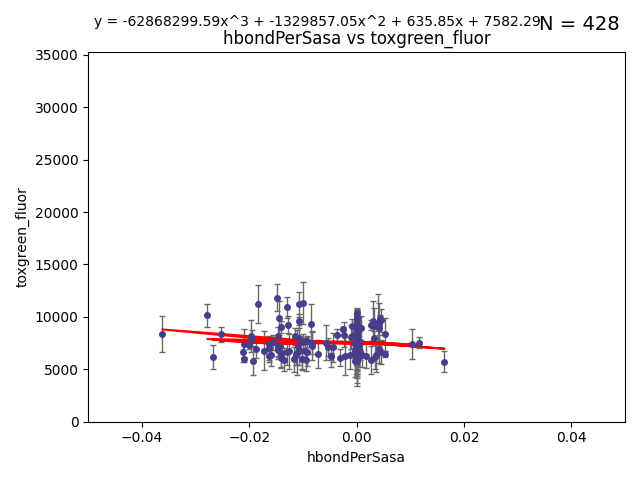 y = -62868299.59x^3 + -1329857.05x^2 + 635.85x + 7582.29
N = 428
hbondPerSasa vs toxgreen_fluor
35000
30000
25000
20000
15000
10000
5000
0
toxgreen_fluor
-0.04
-0.02
0.00
0.02
0.04
hbondPerSasa